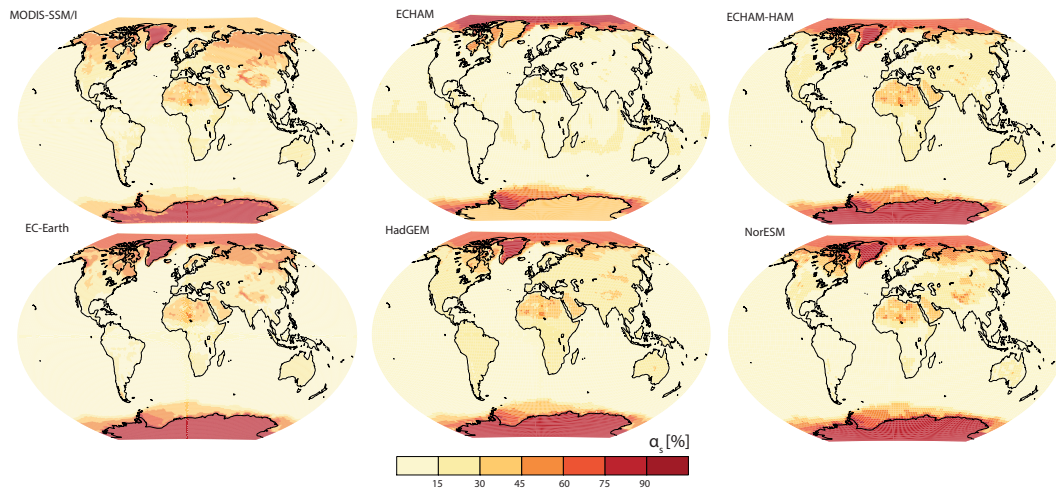 MODIS-SSM/I
ECHAM
ECHAM-HAM
EC-Earth
HadGEM
NorESM
αs [%]
15 30 45 60 75 90